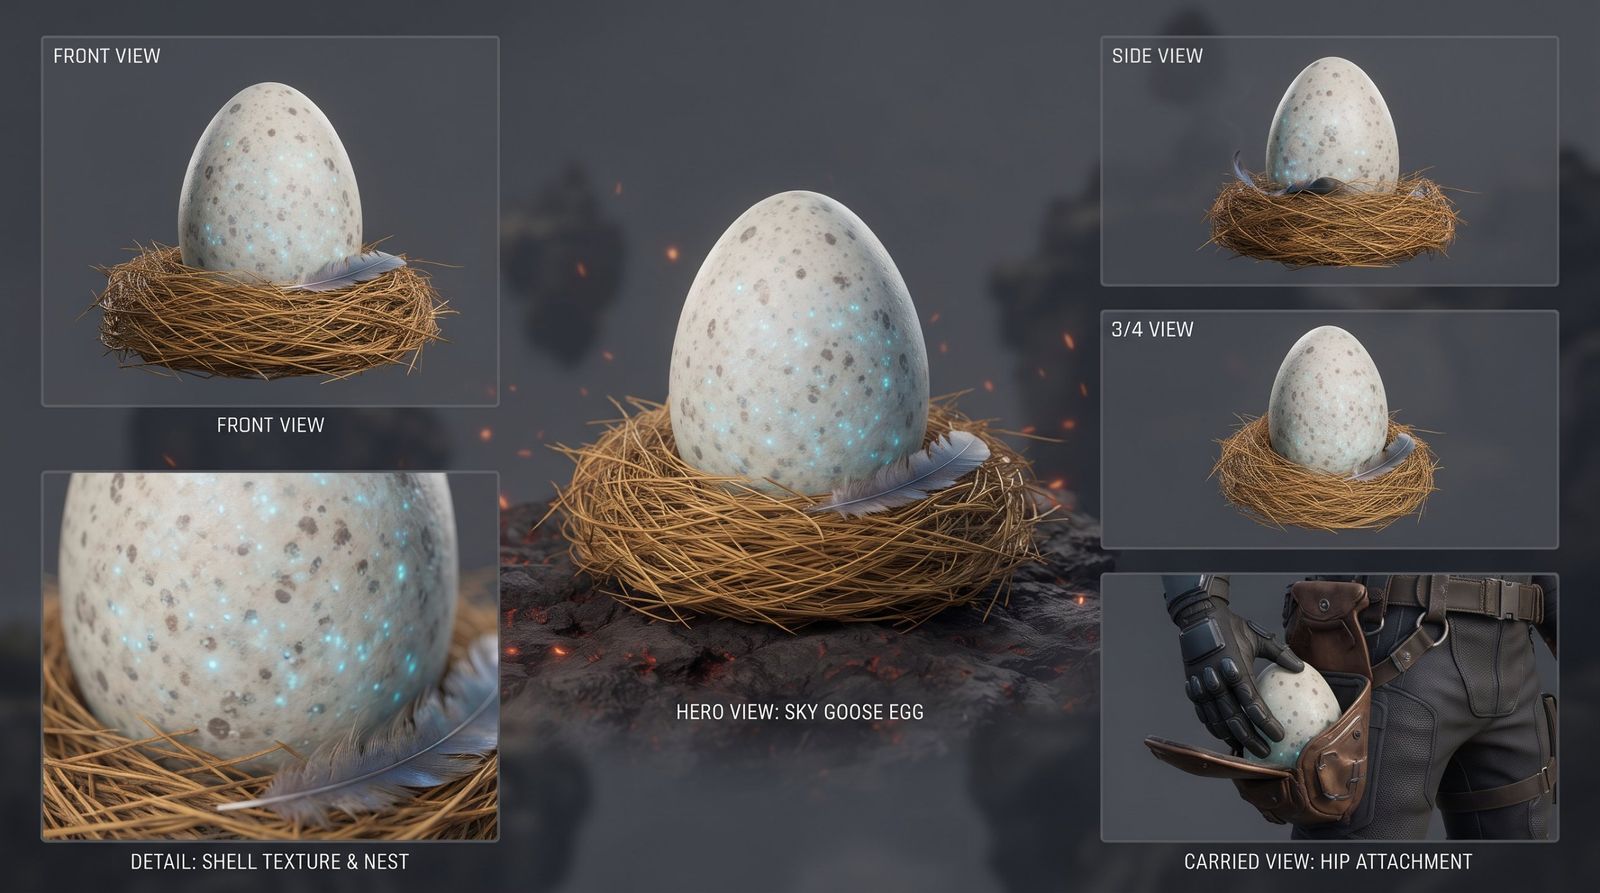 FRONT VIEW
FRONT VIEW
DETAIL: SHELL TEXTURE & NEST
HERO VIEW: SKY GOOSE EGG
SIDE VIEW
3/4 VIEW
CARRIED VIEW: HIP ATTACHMENT